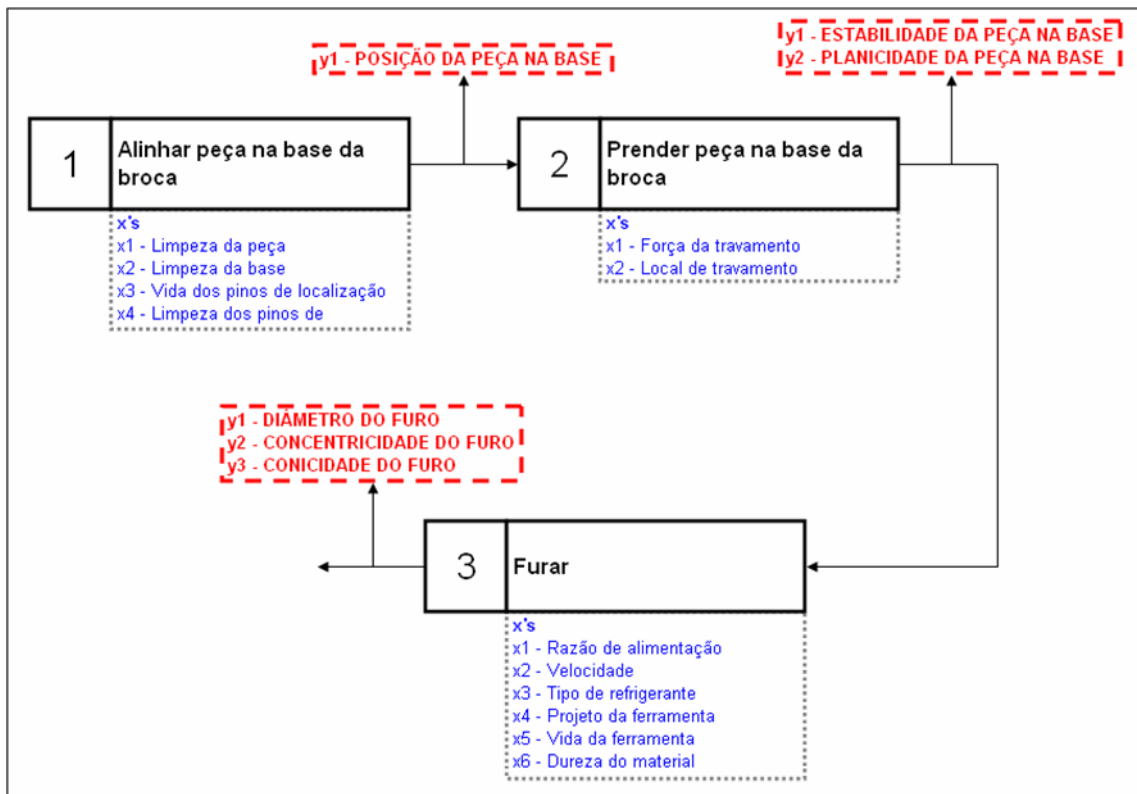 y1 - POSIÇÃO DA PEÇA NA BASE
y1 - ESTABILIDADE DA PEÇA NA BASE
y2 - PLANICIDADE DA PEÇA NA BASE
1
Alinhar peça na base da
broca
x's
x1 - Limpeza da peça
x2 - Limpeza da base
x3 - Vida dos pinos de localização
x4 - Limpeza dos pinos de
2
Prender peça na base da
broca
x's
x1 - Força da travamento
x2 - Local de travamento
y1 - DIÂMETRO DO FURO
y2 - CONCENTRICIDADE DO FURO
y3 - CONICIDADE DO FURO
3
Furar
x's
x1 - Razão de alimentação
x2 - Velocidade
x3 - Tipo de refrigerante
x4 - Projeto da ferramenta
x5 - Vida da ferramenta
x6 - Dureza do material